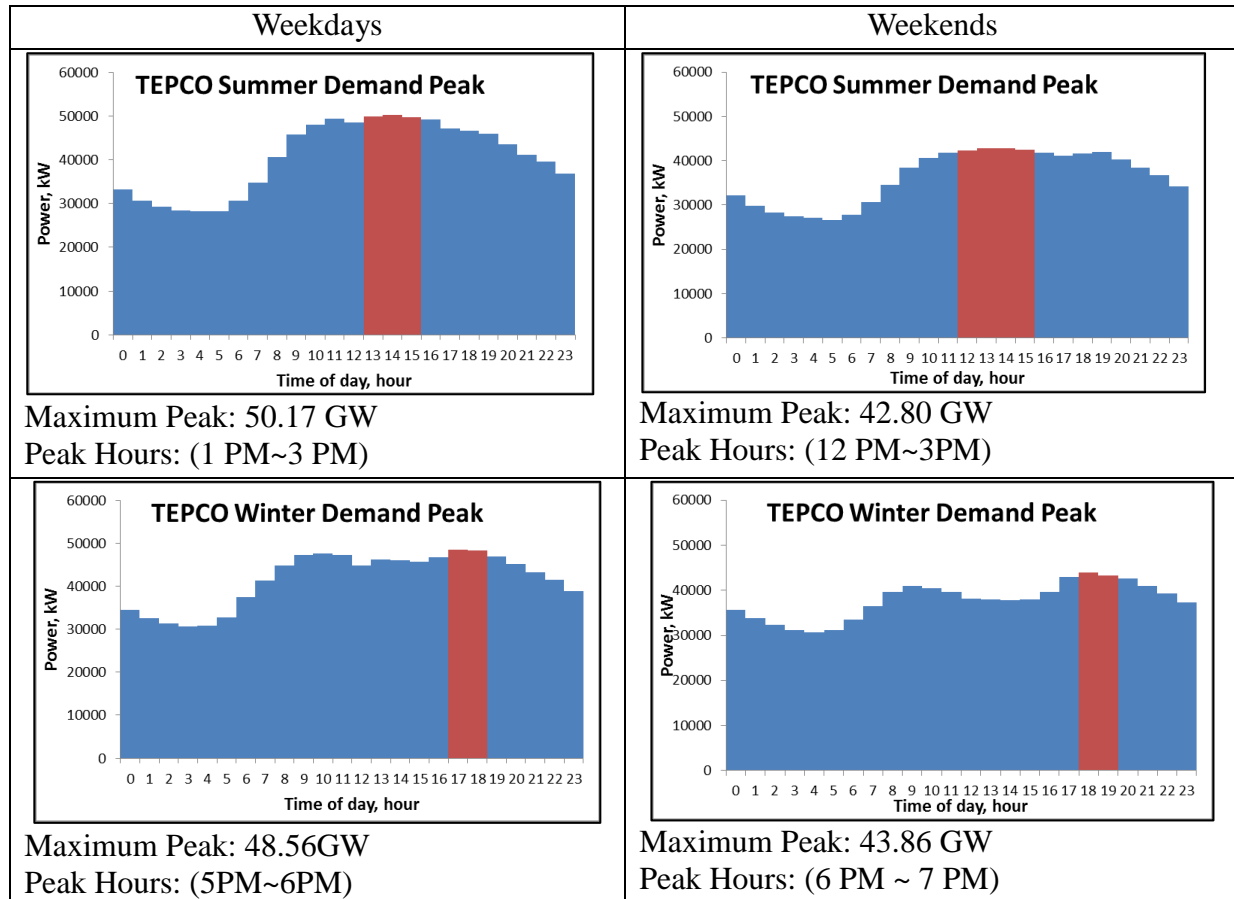 Weekdays
Weekends
TEPCO Summer Demand Peak
60000
50000
40000
30000
20000
10000
0
Power, kW
0 1 2 3 4 5 6 7 8 9 10 11 12 13 14 15 16 17 18 19 20 21 22 23
Time of day, hour
Maximum Peak: 50.17 GW
Peak Hours: (1 PM~3 PM)
TEPCO Summer Demand Peak
60000
50000
40000
30000
20000
10000
0
Power, kW
0 1 2 3 4 5 6 7 8 9 10 11 12 13 14 15 16 17 18 19 20 21 22 23
Time of day, hour
Maximum Peak: 42.80 GW
Peak Hours: (12 PM~3PM)
TEPCO Winter Demand Peak
60000
50000
40000
30000
20000
10000
0
Power, kW
0 1 2 3 4 5 6 7 8 9 10 11 12 13 14 15 16 17 18 19 20 21 22 23
Time of day, hour
Maximum Peak: 48.56GW
Peak Hours: (5PM~6PM)
TEPCO Winter Demand Peak
60000
50000
40000
30000
20000
10000
0
Power, kW
0 1 2 3 4 5 6 7 8 9 10 11 12 13 14 15 16 17 18 19 20 21 22 23
Time of day, hour
Maximum Peak: 43.86 GW
Peak Hours: (6 PM ~ 7 PM)